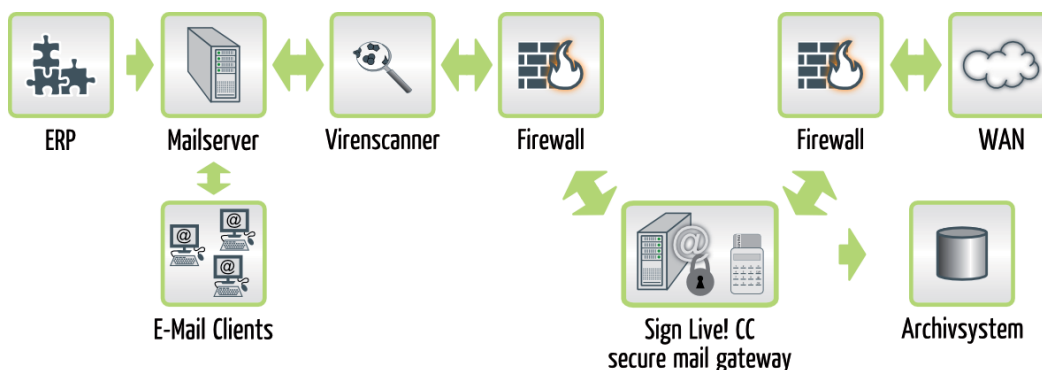 ERP
Mailserver
Virenscanner
Firewall
Firewall
WAN
@
@
@
@
E-Mail Clients
Sign Live! CC
secure mail gateway
Archivsystem